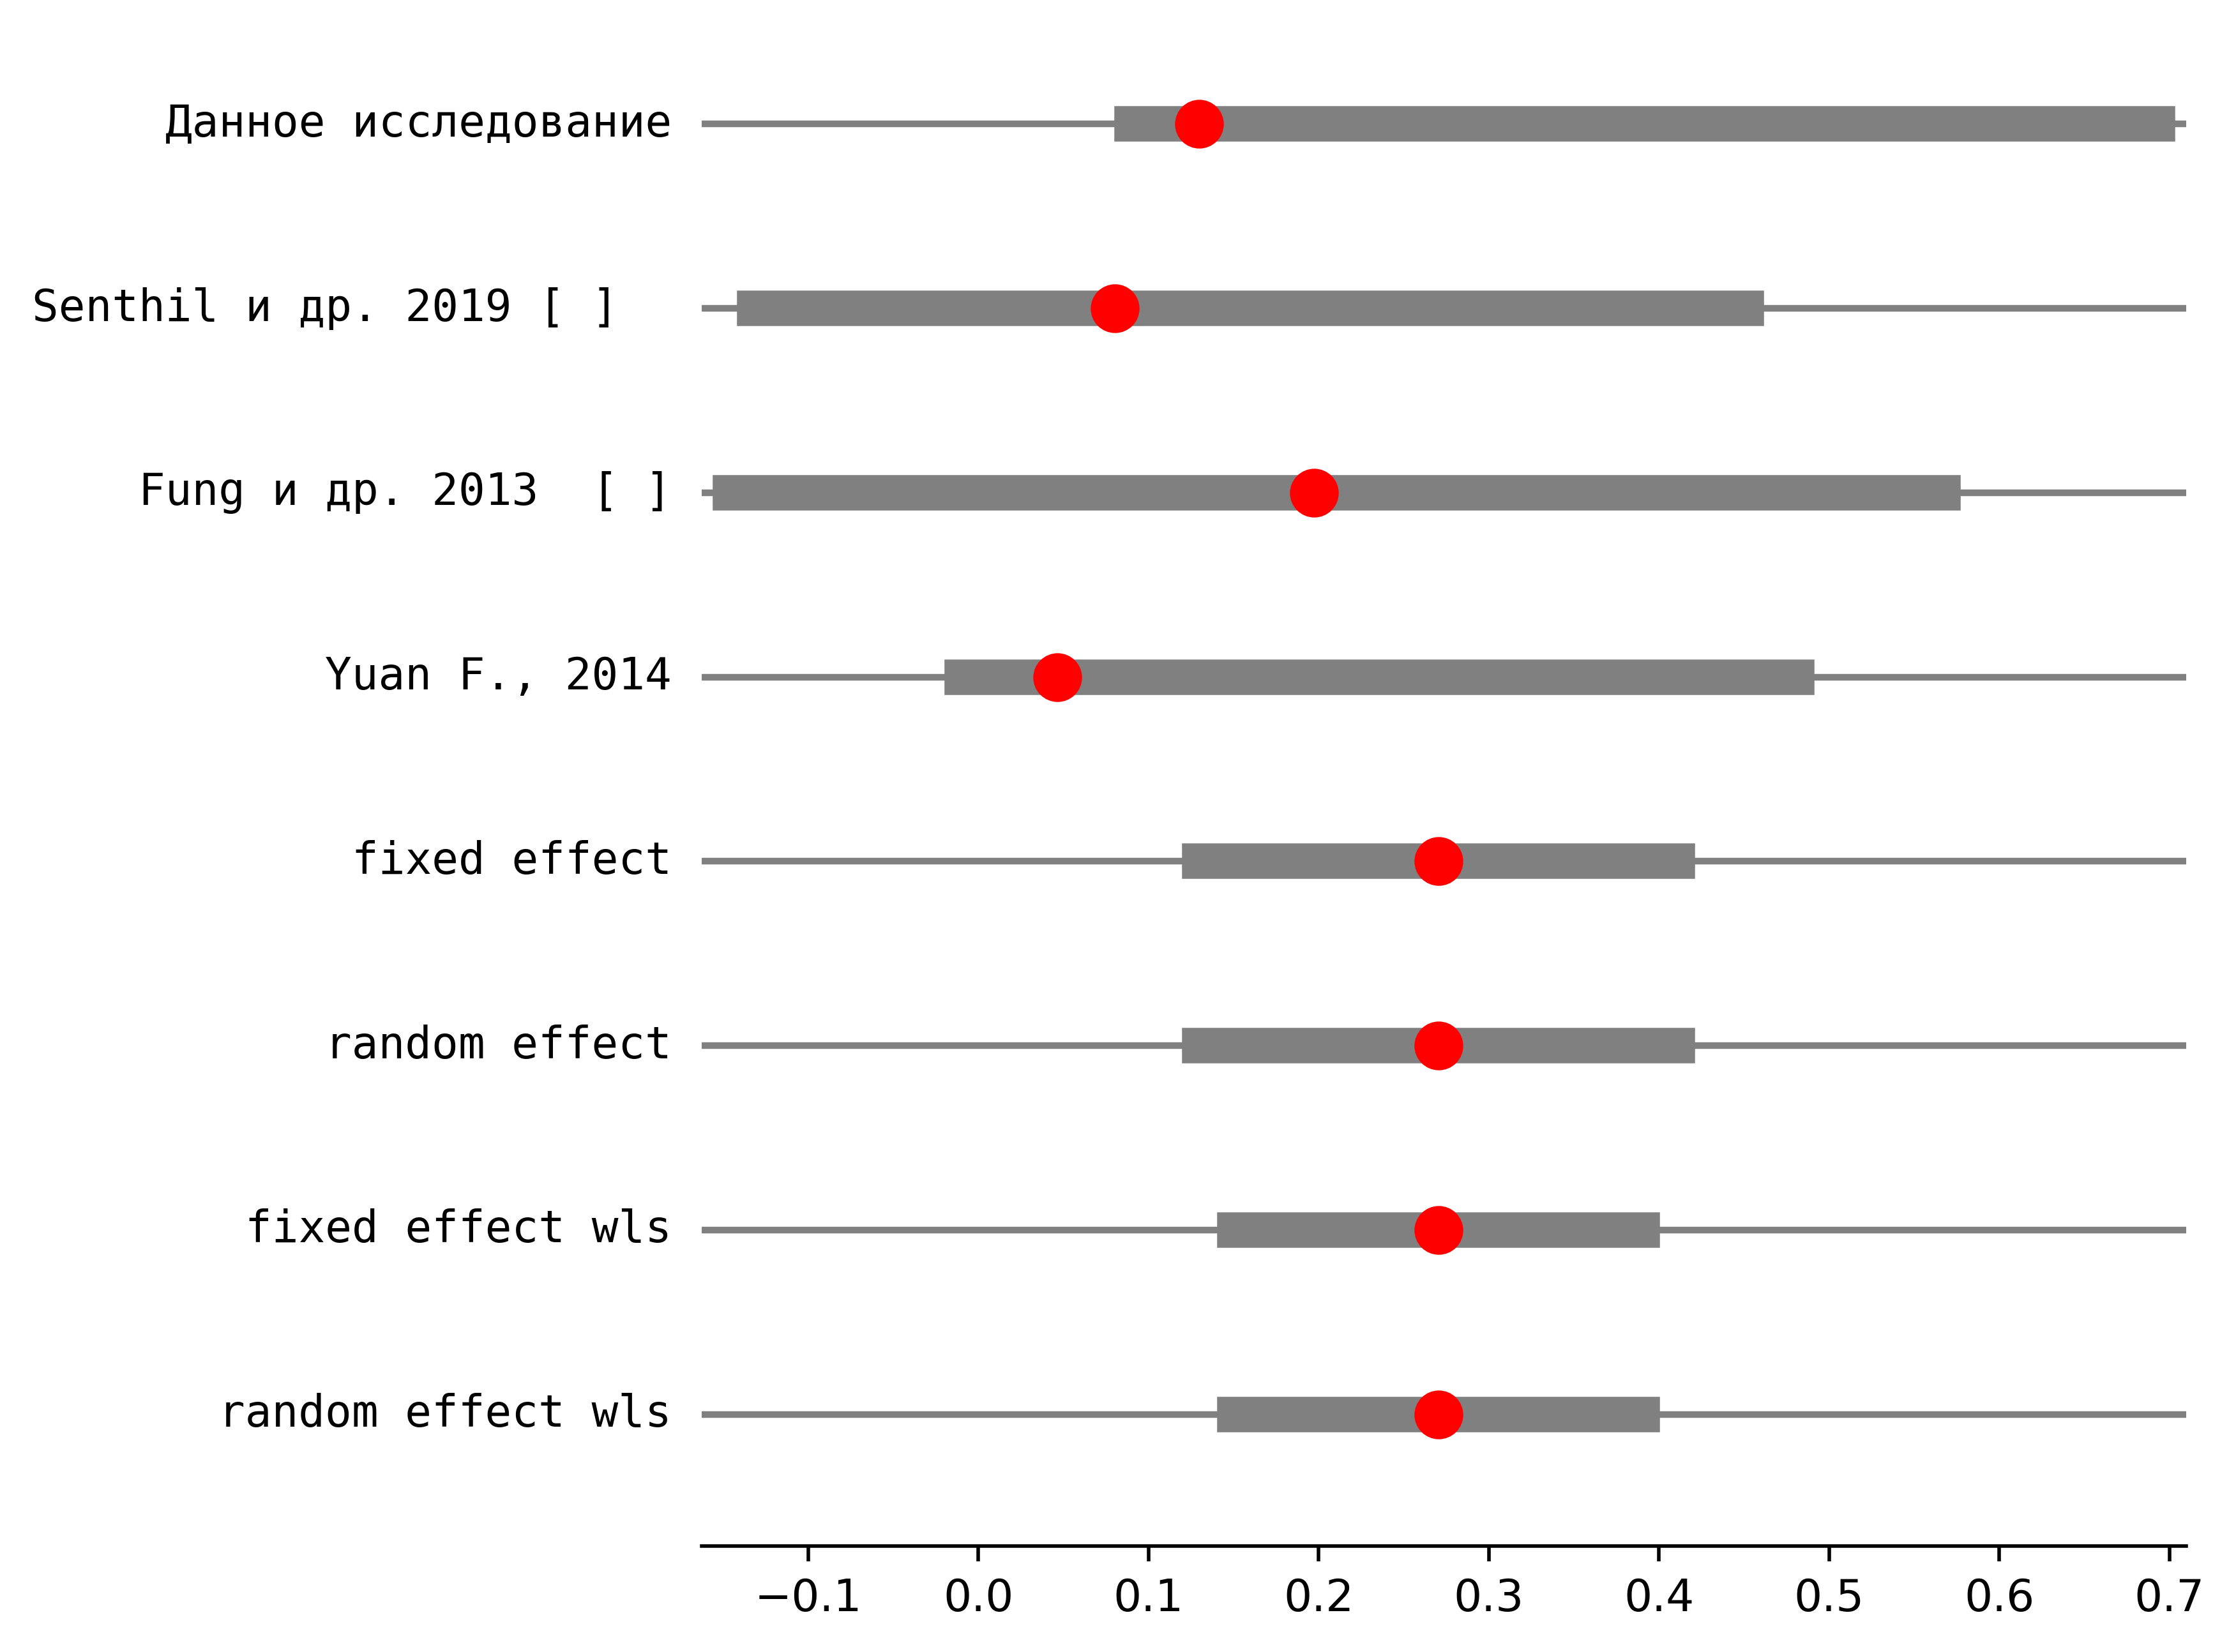 Данное исследование
Senthil и др. 2019 [ ]
Fung и др. 2013  [ ]
Yuan F., 2014
fixed effect
random effect
fixed effect wls
random effect wls
−0.1 0.0 0.1 0.2 0.3 0.4 0.5 0.6 0.7